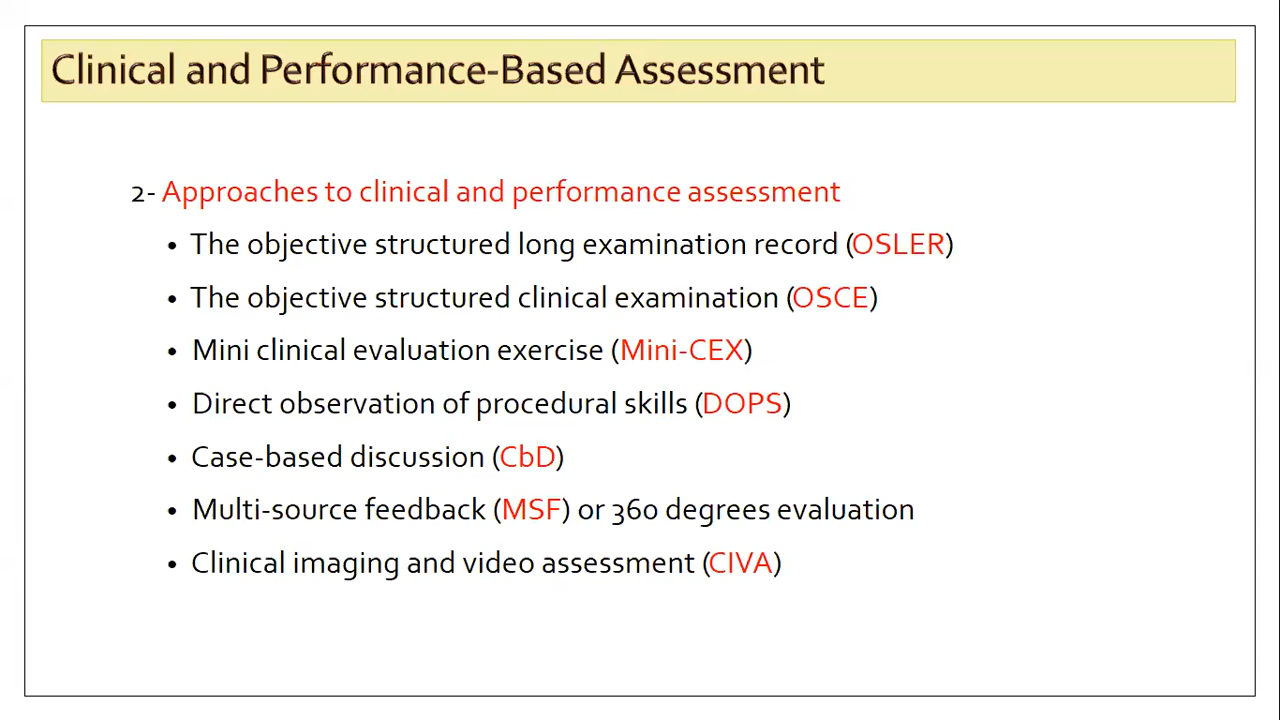 Clinical and Performance-Based Assessment
2- Approaches to clinical and performance assessment
• The objective structured long examination record (OSLER)
• The objective structured clinical examination (OSCE)
• Mini clinical evaluation exercise (Mini-CEX)
• Direct observation of procedural skills (DOPS)
• Case-based discussion (CbD)
• Multi-source feedback (MSF) or 360 degrees evaluation
• Clinical imaging and video assessment (CIVA)